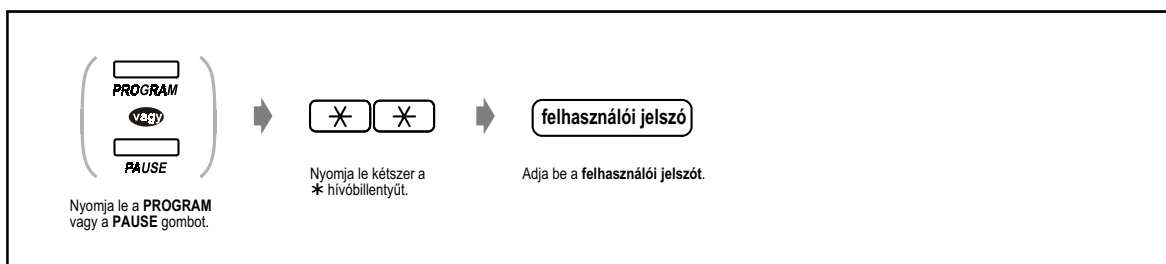 PROGRAM
vagy
PAUSE
Nyomja le a PROGRAM
vagy a PAUSE gombot.
* *
Nyomja le kétszer a
* hívóbillentyűt.
felhasználói jelszó
Adja be a felhasználói jelszót.